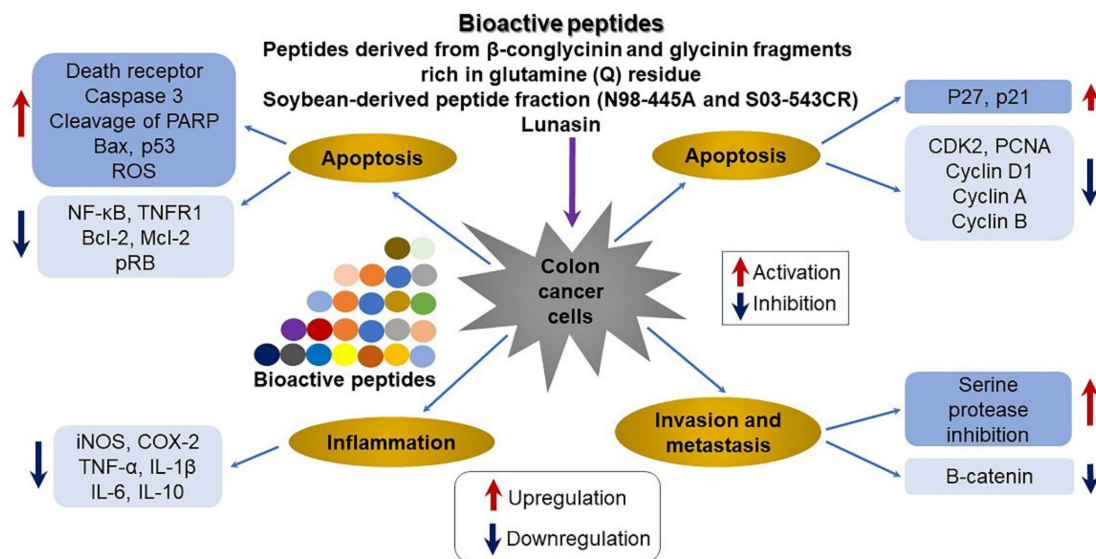 Bioactive peptides
Peptides derived from β-conglycinin and glycinin fragments
rich in glutamine (Q) residue
Soybean-derived peptide fraction (N98-445A and S03-543CR)
Lunasin
Death receptor
Caspase 3
Cleavage of PARP
Bax, p53
ROS
Apoptosis
NF-κB, TNFR1
Bcl-2, Mcl-2
pRB
Apoptosis
P27, p21
CDK2, PCNA
Cyclin D1
Cyclin A
Cyclin B
Colon
cancer
cells
Activation
Inhibition
Bioactive peptides
Inflammation
iNOS, COX-2
TNF-α, IL-1β
IL-6, IL-10
Invasion and
metastasis
Serine
protease
inhibition
B-catenin
Upregulation
Downregulation